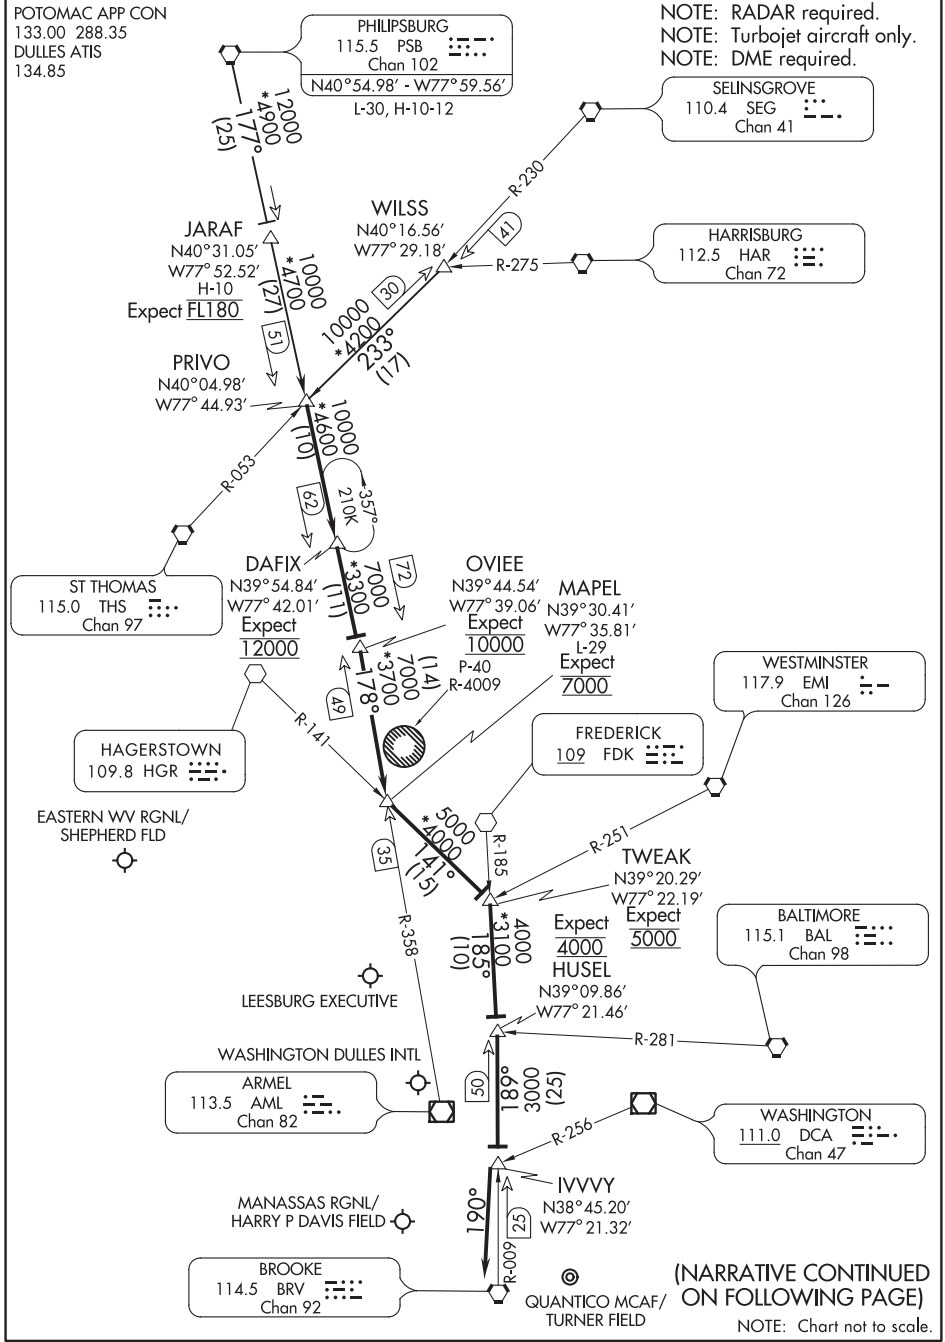 POTOMAC APP CON
133.00 288.35
DULLES ATIS
134.85
PHILIPSBURG
115.5 PSB
Chan 102
N40°54.98' - W77°59.56'
L-30, H-10-12
NOTE: RADAR required.
NOTE: Turbojet aircraft only.
NOTE: DME required.
SELINSGROVE
110.4 SEG
Chan 41
12000
*4900
177°
(25)
R-230
41
WILSS
N40°16.56'
W77°29.18'
HARRISBURG
112.5 HAR
Chan 72
R-275
JARAF
N40°31.05'
W77°52.52'
H-10
Expect FL180
10000
*4700
(27)
51
30
10000
*4200
233°
(17)
PRIVO
N40°04.98'
W77°44.93'
10000
*4600
(10)
R-053
62
357°
210K
ST THOMAS
115.0 THS
Chan 97
DAFIX
N39°54.84'
W77°42.01'
Expect
12000
7000
*3300
(11)
72
OVIEE
N39°44.54'
W77°39.06'
Expect
10000
P-40
R-4009
MAPEL
N39°30.41'
W77°35.81'
L-29
Expect
7000
(14)
7000
*3700
178°
49
WESTMINSTER
117.9 EMI
Chan 126
HAGERSTOWN
109.8 HGR
R-141
FREDERICK
109 FDK
EASTERN WV RGNL/
SHEPHERD FLD
5000
*4000
141°
(15)
35
R-185
R-251
TWEAK
N39°20.29'
W77°22.19'
Expect
5000
R-358
4000
*3100
185°
(10)
Expect
4000
HUSEL
N39°09.86'
W77°21.46'
BALTIMORE
115.1 BAL
Chan 98
LEESBURG EXECUTIVE
R-281
WASHINGTON DULLES INTL
ARMEL
113.5 AML
Chan 82
50
189°
3000
(25)
R-256
WASHINGTON
111.0 DCA
Chan 47
IVVVY
N38°45.20'
W77°21.32'
MANASSAS RGNL/
HARRY P DAVIS FIELD
190°
25
R-009
BROOKE
114.5 BRV
Chan 92
QUANTICO MCAF/
TURNER FIELD
(NARRATIVE CONTINUED
ON FOLLOWING PAGE)
NOTE: Chart not to scale.